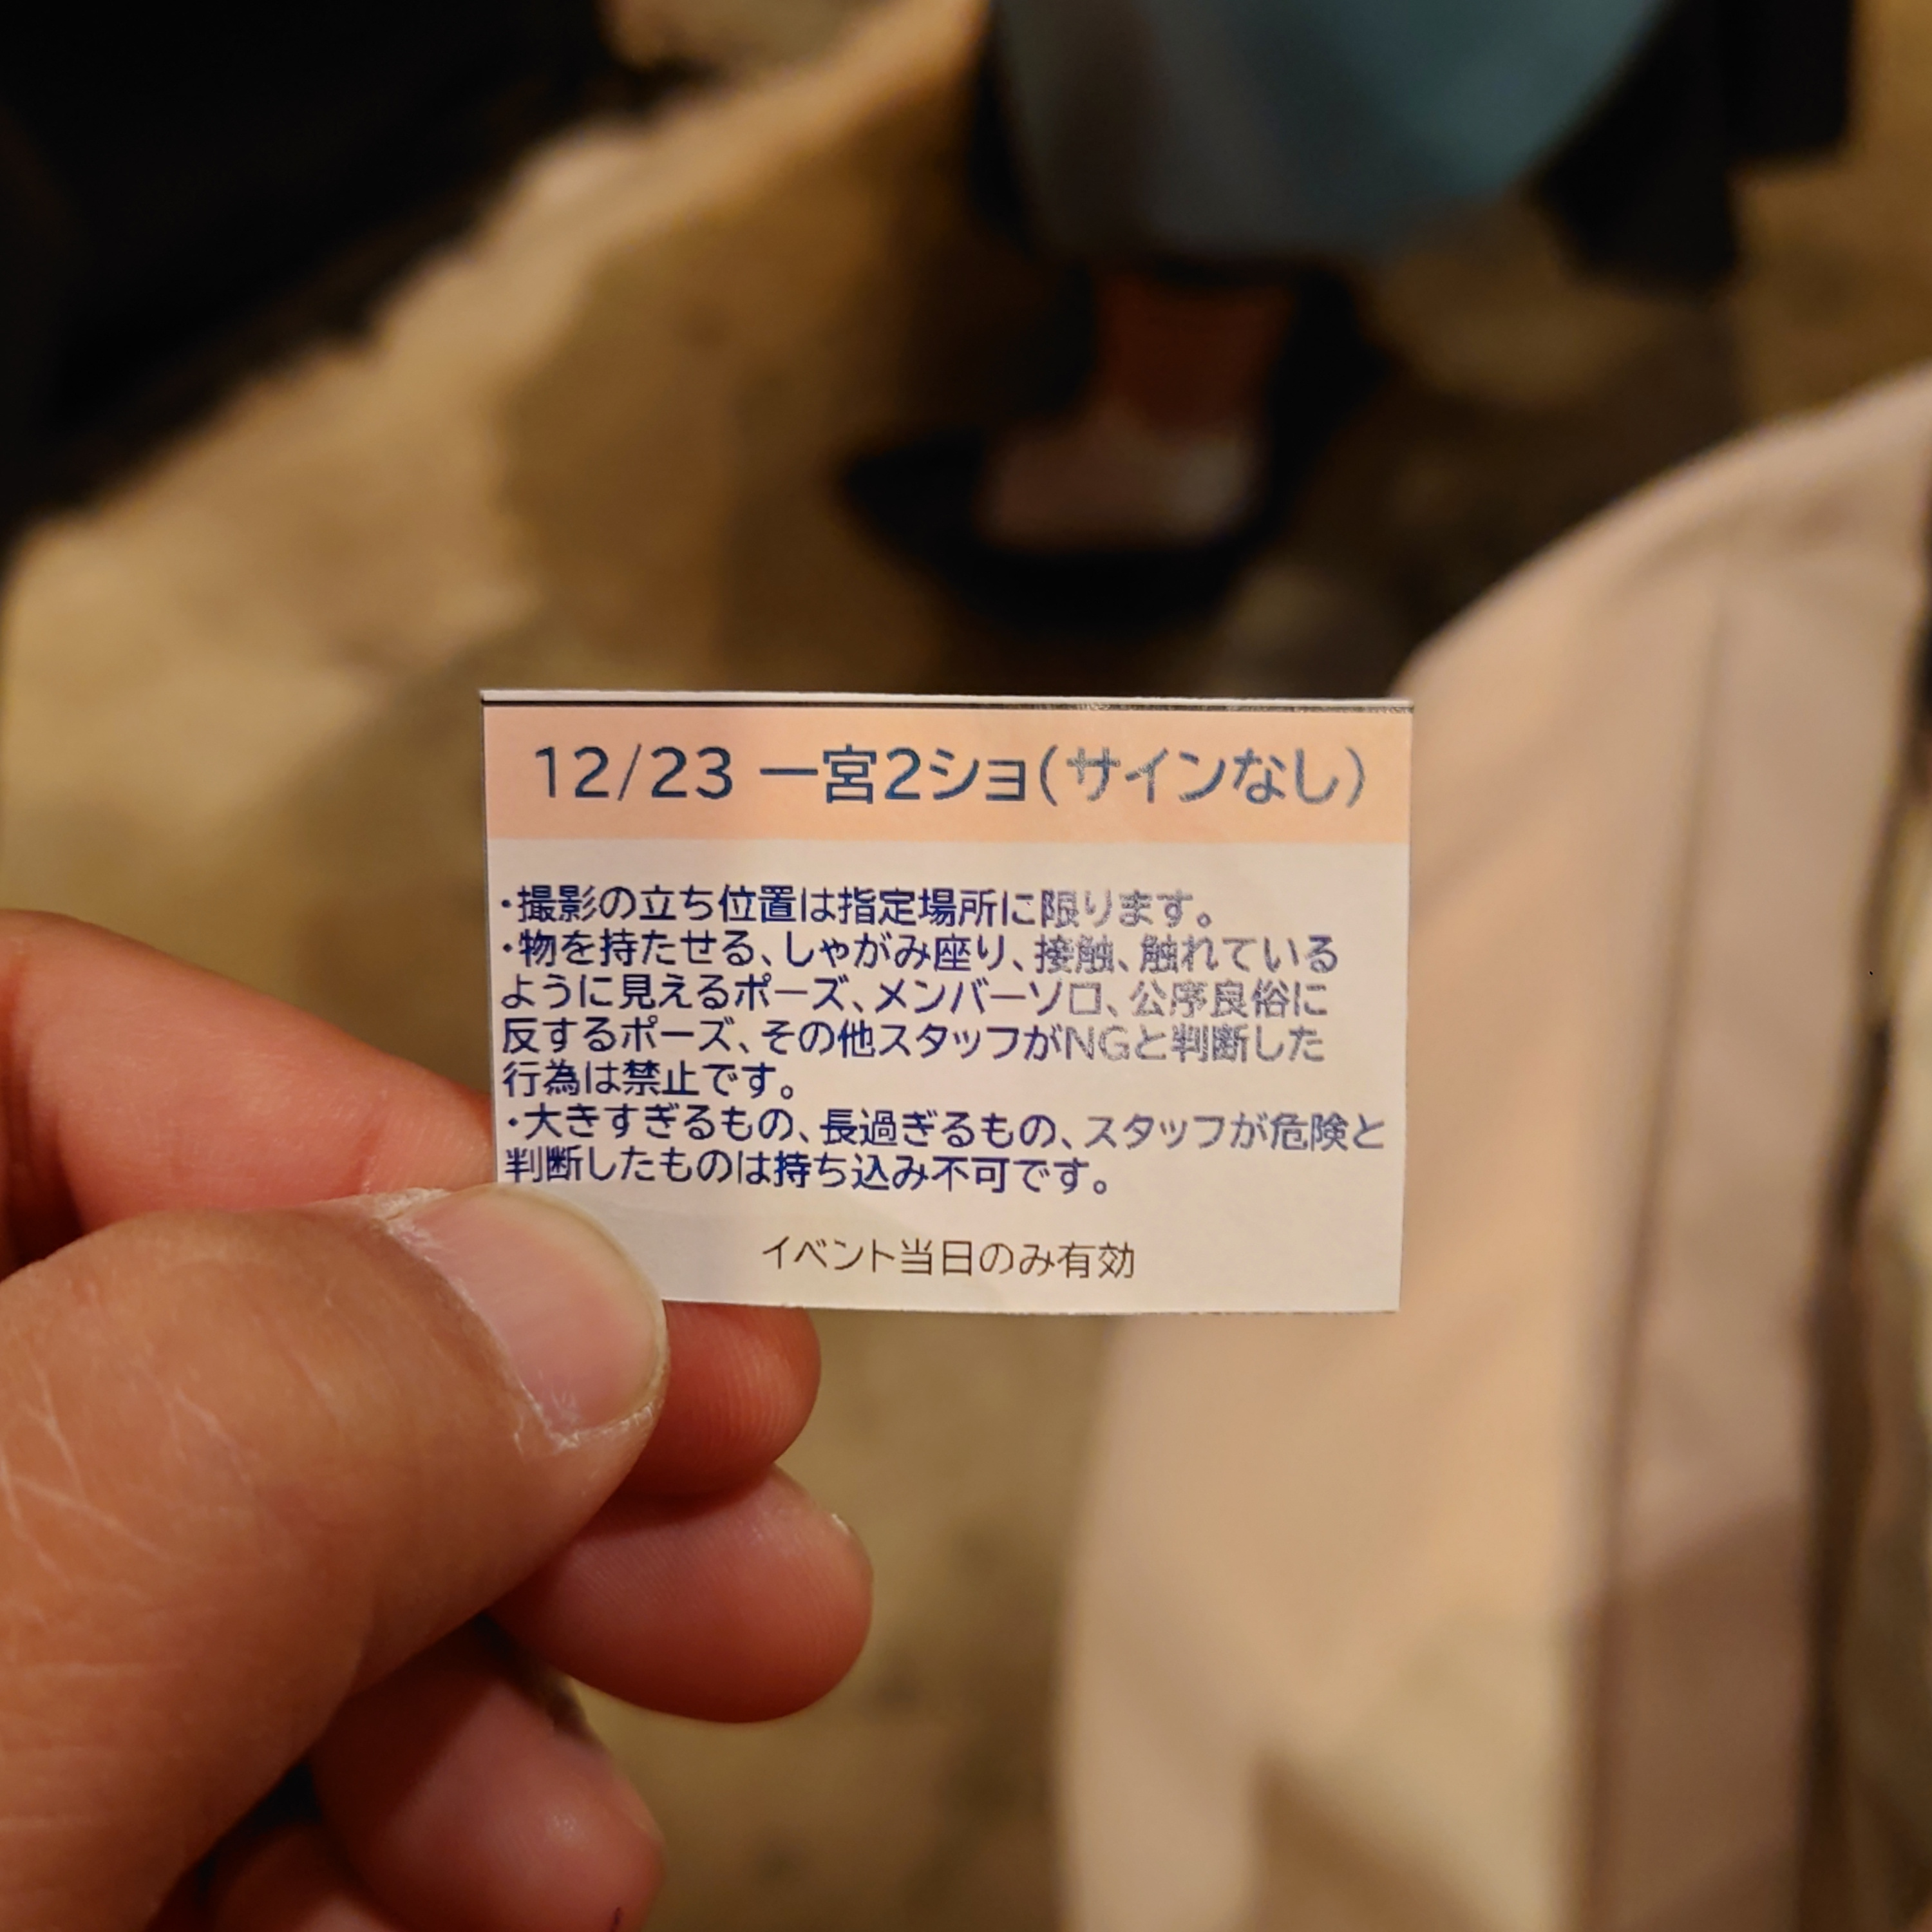 12/23 一宮2ショ(サインなし)
・撮影の立ち位置は指定場所に限ります。
・物を持たせる、しゃがみ座り、接触、触れている
ように見えるポーズ、メンバーソロ、公序良俗に
反するポーズ、その他スタッフがNGと判断した
行為は禁止です。
・大きすぎるもの、長過ぎるもの、スタッフが危険と
判断したものは持ち込み不可です。
イベント当日のみ有効